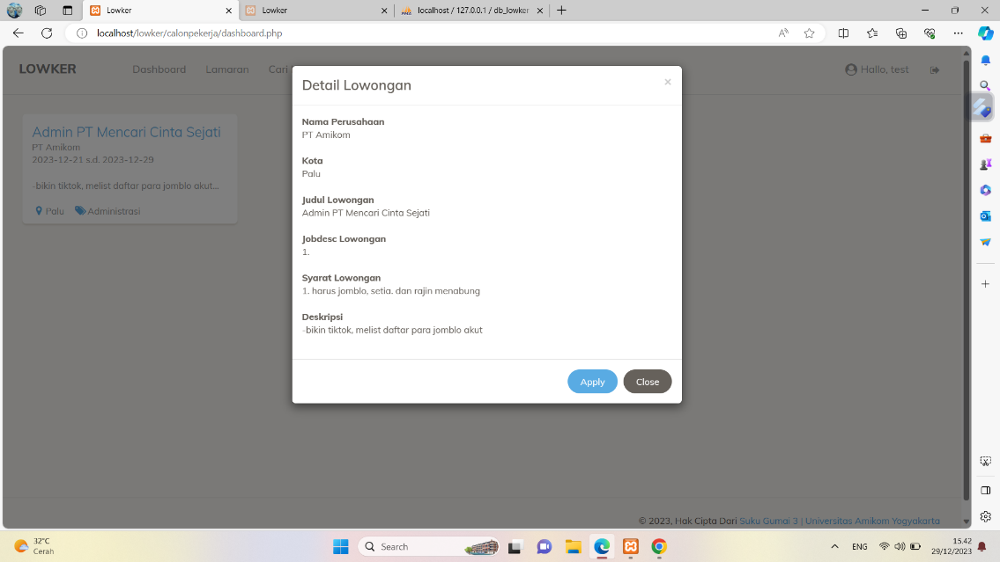 Lowker
Lowker
localhost / 127.0.0.1 / db_lowker
localhost/lowker/calonpekerja/dashboard.php
LOWKER
Dashboard
Lamaran
Cari
Hallo, test
Admin PT Mencari Cinta Sejati
PT Amikom
2023-12-21 s.d. 2023-12-29
-bikin tiktok, melist daftar para jomblo akut...
Palu
Administrasi
Detail Lowongan
×
Nama Perusahaan
PT Amikom
Kota
Palu
Judul Lowongan
Admin PT Mencari Cinta Sejati
Jobdesc Lowongan
1.
Syarat Lowongan
1. harus jomblo, setia. dan rajin menabung
Deskripsi
-bikin tiktok, melist daftar para jomblo akut
Apply
Close
© 2023, Hak Cipta Dari Suku Gumai 3 | Universitas Amikom Yogyakarta
32°C
Cerah
Search
ENG
15.42
29/12/2023